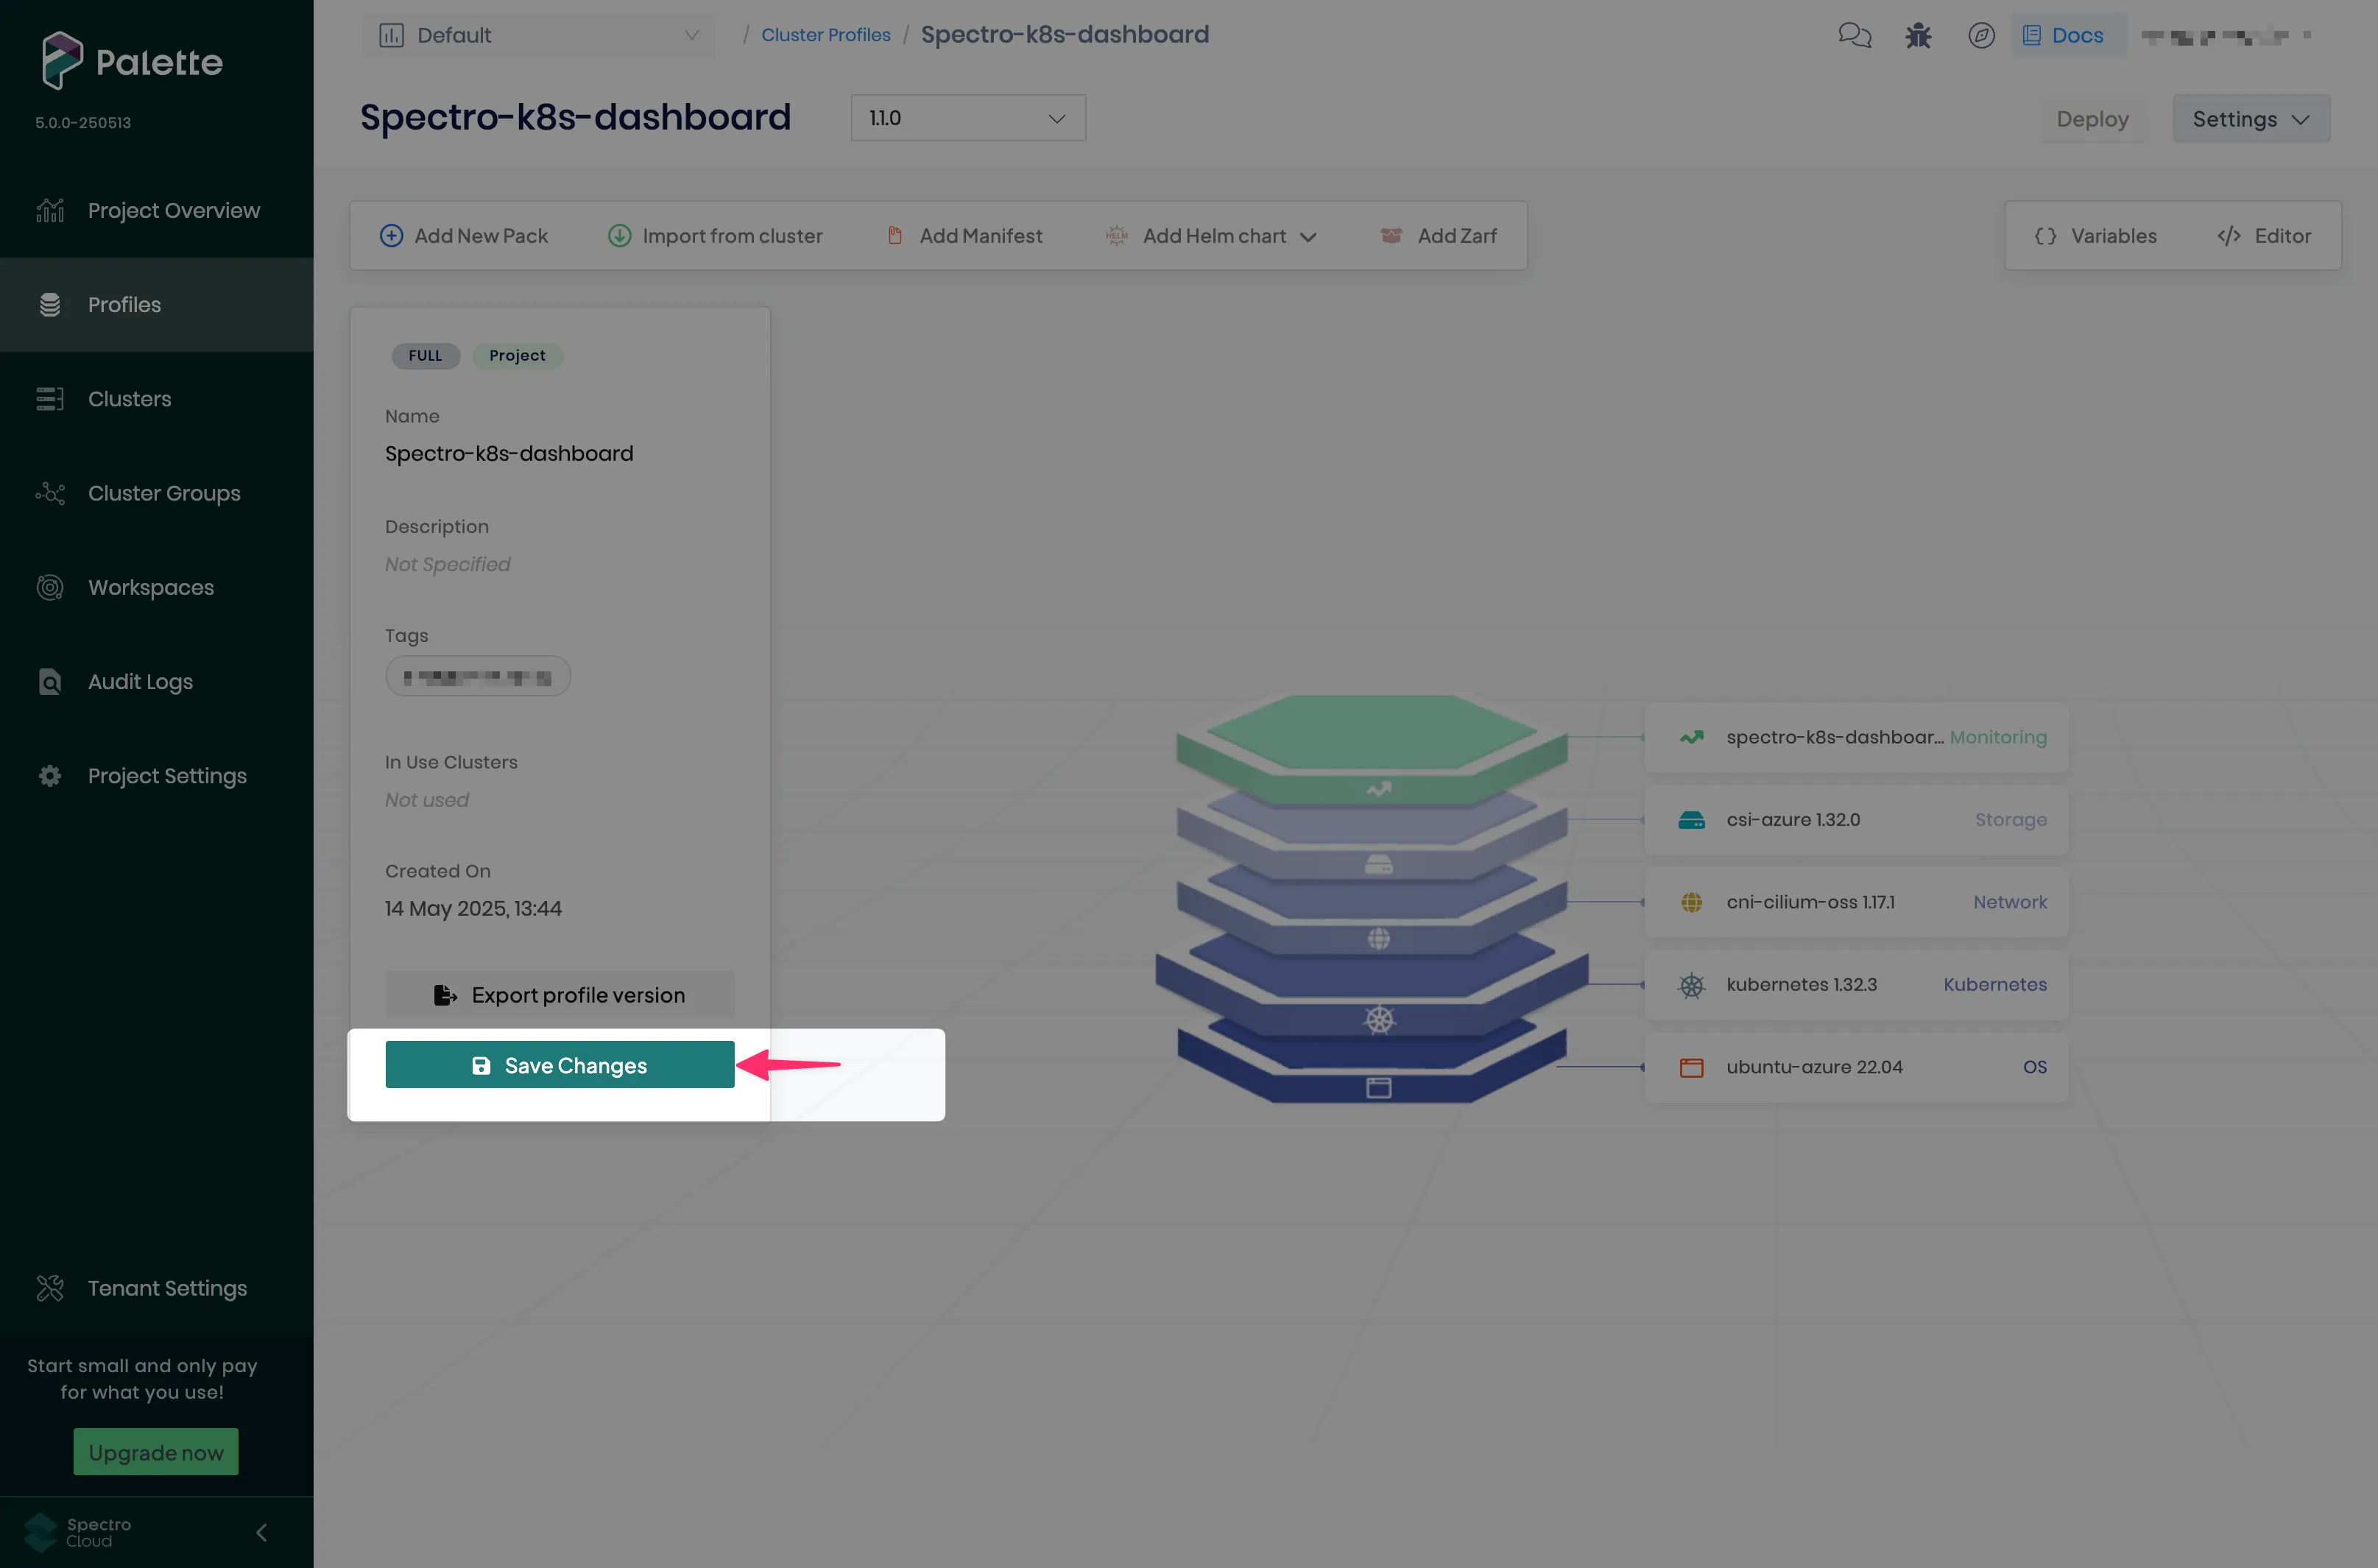 Palette
5.0.0-250513
Project Overview
Profiles
Clusters
Cluster Groups
Workspaces
Audit Logs
Project Settings
Tenant Settings
Start small and only pay
for what you use!
Upgrade now
Spectro
Cloud
Default
/ Cluster Profiles / Spectro-k8s-dashboard
Docs
Spectro-k8s-dashboard
1.1.0
Deploy
Settings
Add New Pack
Import from cluster
Add Manifest
HELM
Add Helm chart
Add Zarf
Variables
Editor
FULL
Project
Name
Spectro-k8s-dashboard
Description
Not Specified
Tags
In Use Clusters
Not used
Created On
14 May 2025, 13:44
Export profile version
Save Changes
spectro-k8s-dashboar... Monitoring
csi-azure 1.32.0 Storage
cni-cilium-oss 1.17.1 Network
kubernetes 1.32.3 Kubernetes
ubuntu-azure 22.04 OS